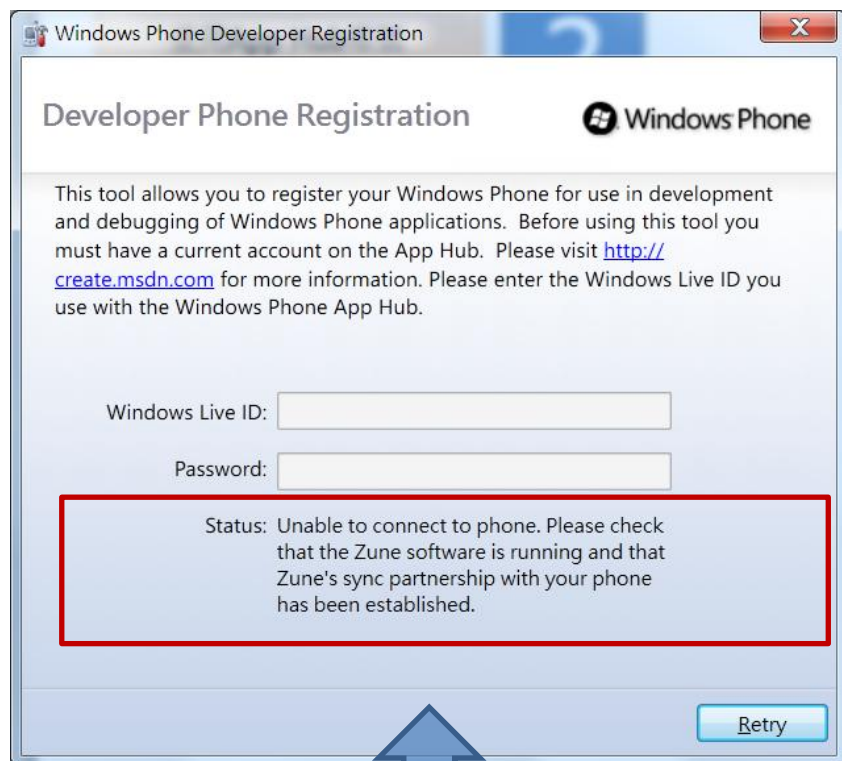 Windows Phone Developer Registration
Developer Phone Registration
Windows Phone
This tool allows you to register your Windows Phone for use in development
and debugging of Windows Phone applications.  Before using this tool you
must have a current account on the App Hub.  Please visit http://
create.msdn.com for more information. Please enter the Windows Live ID you
use with the Windows Phone App Hub.
Windows Live ID:
Password:
Status: Unable to connect to phone. Please check
that the Zune software is running and that
Zune's sync partnership with your phone
has been established.
Retry